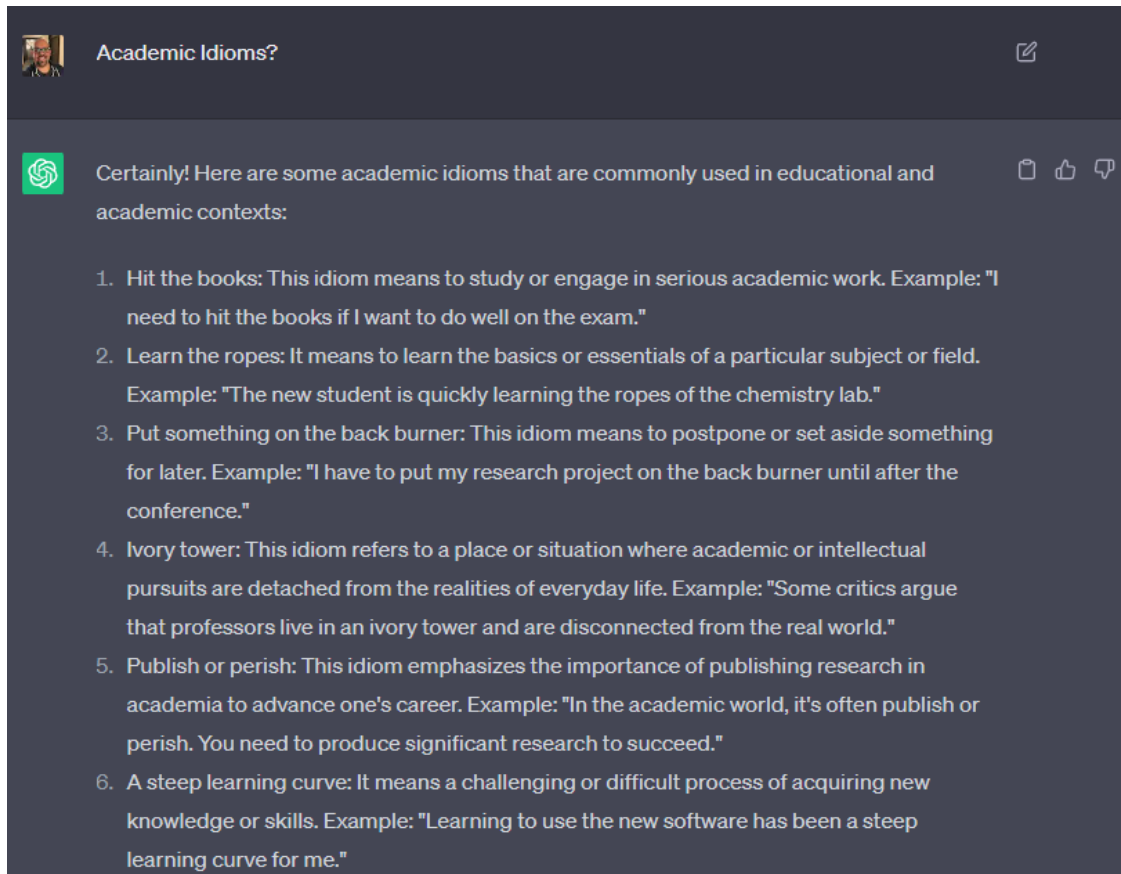 Academic Idioms?
Certainly! Here are some academic idioms that are commonly used in educational and
academic contexts:
1. Hit the books: This idiom means to study or engage in serious academic work. Example: "I
need to hit the books if I want to do well on the exam."
2. Learn the ropes: It means to learn the basics or essentials of a particular subject or field.
Example: "The new student is quickly learning the ropes of the chemistry lab."
3. Put something on the back burner: This idiom means to postpone or set aside something
for later. Example: "I have to put my research project on the back burner until after the
conference."
4. Ivory tower: This idiom refers to a place or situation where academic or intellectual
pursuits are detached from the realities of everyday life. Example: "Some critics argue
that professors live in an ivory tower and are disconnected from the real world."
5. Publish or perish: This idiom emphasizes the importance of publishing research in
academia to advance one's career. Example: "In the academic world, it's often publish or
perish. You need to produce significant research to succeed."
6. A steep learning curve: It means a challenging or difficult process of acquiring new
knowledge or skills. Example: "Learning to use the new software has been a steep
learning curve for me."